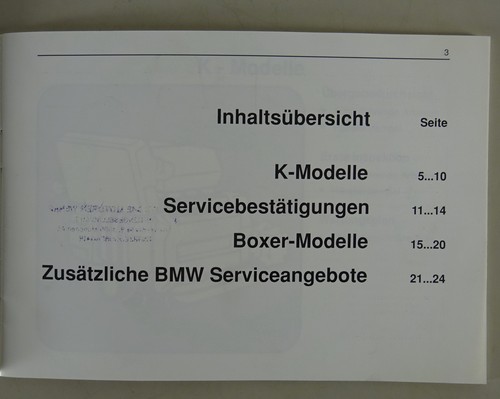 3
Inhaltsübersicht Seite
K-Modelle 5...10
Servicebestätigungen 11...14
Boxer-Modelle 15...20
Zusätzliche BMW Serviceangebote 21...24